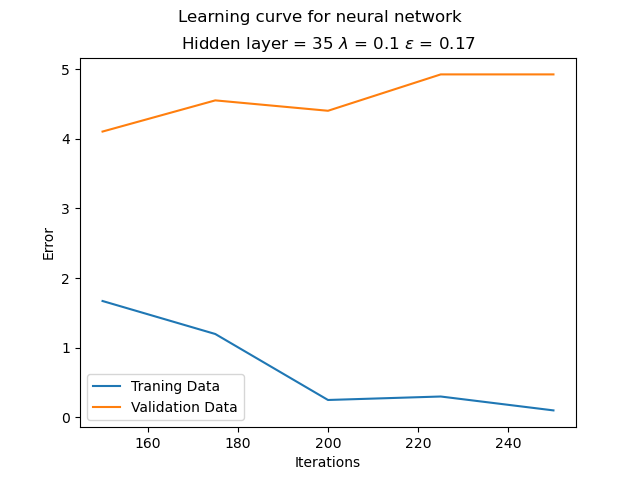 Learning curve for neural network
Hidden layer = 35 λ = 0.1 ε = 0.17
5
4
3
2
1
0
Error
Traning Data
Validation Data
160 180 200 220 240
Iterations